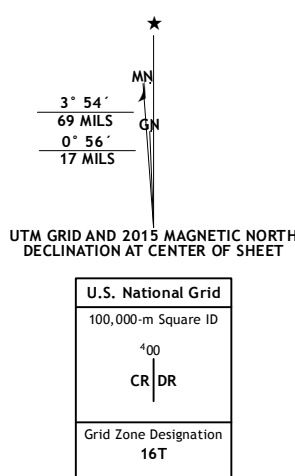 ★
MN
3° 54´
69 MILS
GN
0° 56´
17 MILS
UTM GRID AND 2015 MAGNETIC NORTH
DECLINATION AT CENTER OF SHEET
U.S. National Grid
100,000-m Square ID
⁴00
CR DR
Grid Zone Designation
16T